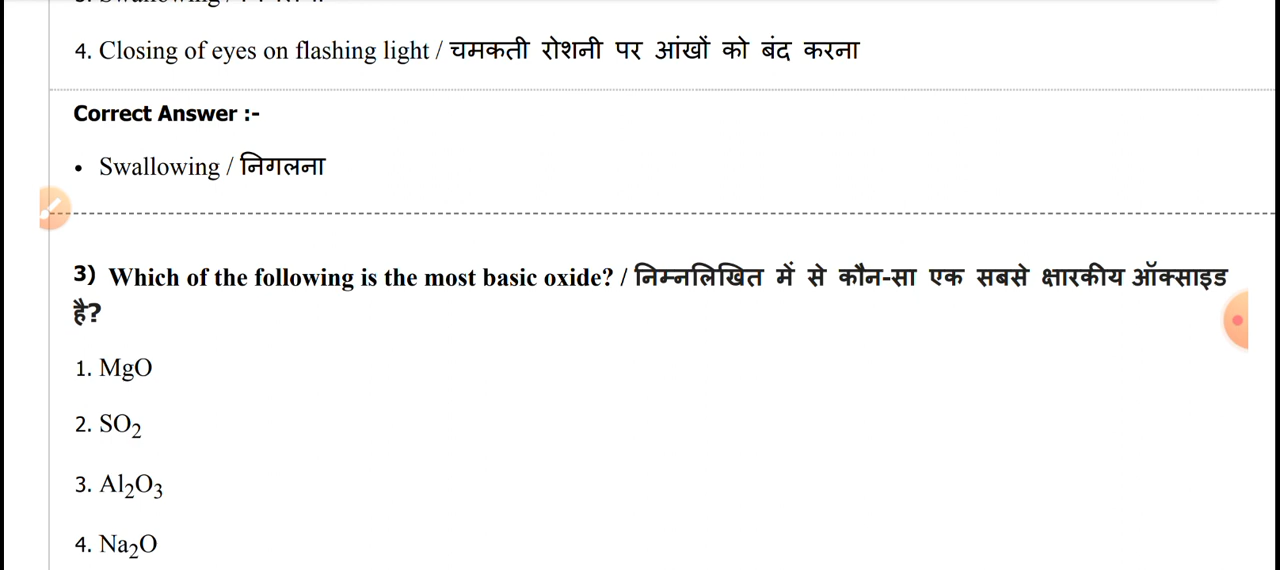 4. Closing of eyes on flashing light / चमकती रोशनी पर आंखों को बंद करना
Correct Answer :-
• Swallowing / निगलना
3) Which of the following is the most basic oxide? / निम्नलिखित में से कौन-सा एक सबसे क्षारकीय ऑक्साइड
है?
1. MgO
2. SO₂
3. Al₂O₃
4. Na₂O